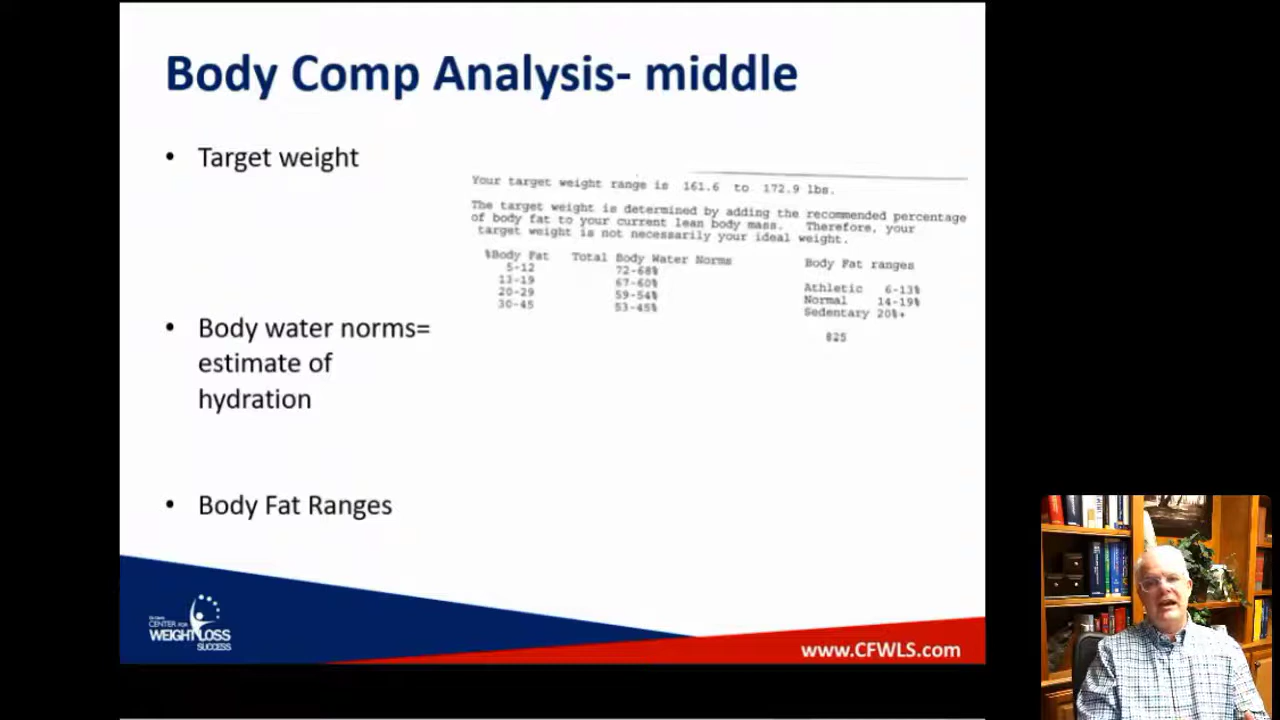 Body Comp Analysis- middle
• Target weight
Your target weight range is 161.6 to 172.9 lbs.
The target weight is determined by adding the recommended percentage
of body fat to your current lean body mass. Therefore, your
target weight is not necessarily your ideal weight.
%Body Fat Total Body Water Norms
5-12 72-68%
13-19 67-60%
20-29 59-54%
30-45 53-45%
Body Fat ranges
Athletic 6-13%
Normal 14-19%
Sedentary 20%+
825
• Body water norms=
estimate of
hydration
• Body Fat Ranges
CENTER FOR
WEIGHT LOSS
SUCCESS
www.CFWLS.com